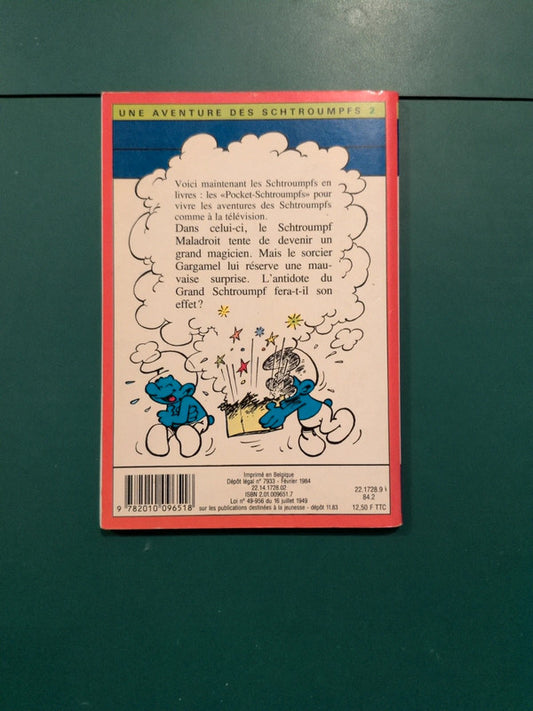 UNE AVENTURE DES SCHTROUMPFS 2
Voici maintenant les Schtroumpfs en
livres : les «Pocket-Schtroumpfs» pour
vivre les aventures des Schtroumpfs
comme à la télévision.
Dans celui-ci, le Schtroumpf
Maladroit tente de devenir un
grand magicien. Mais le sorcier
Gargamel lui réserve une mau-
vaise surprise. L'antidote du
Grand Schtroumpf fera-t-il son
effet ?
Imprimé en Belgique
Dépôt légal n° 7933 - Février 1984
22.14.1728.02
ISBN 2.01.009651.7
Loi n° 49-956 du 16 juillet 1949
sur les publications destinées à la jeunesse - dépôt 11.83
9 782010 096518
22.1728.9
84.2
12,50 F TTC